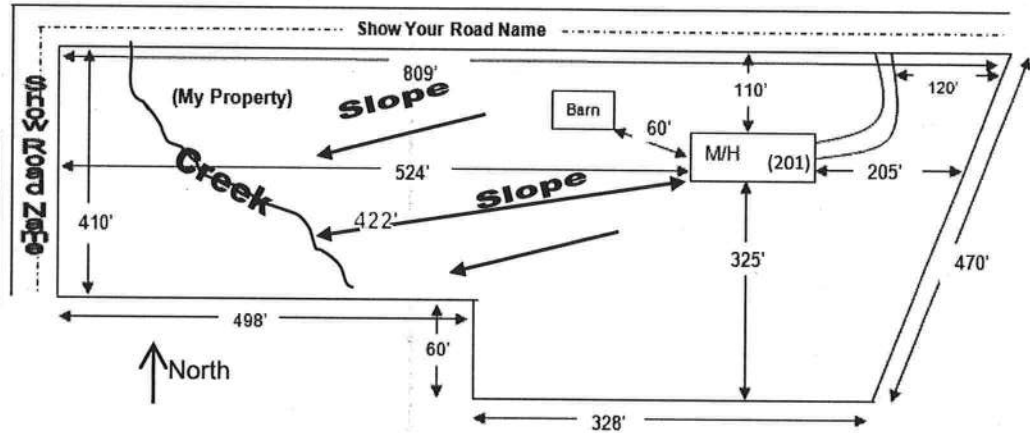 Show Your Road Name
809'
(My Property)
Slope
110'
120'
Barn
60'
Show Road Name
M/H
(201)
Creek
524'
205'
Slope
410'
422'
325'
470'
498'
60'
North
328'